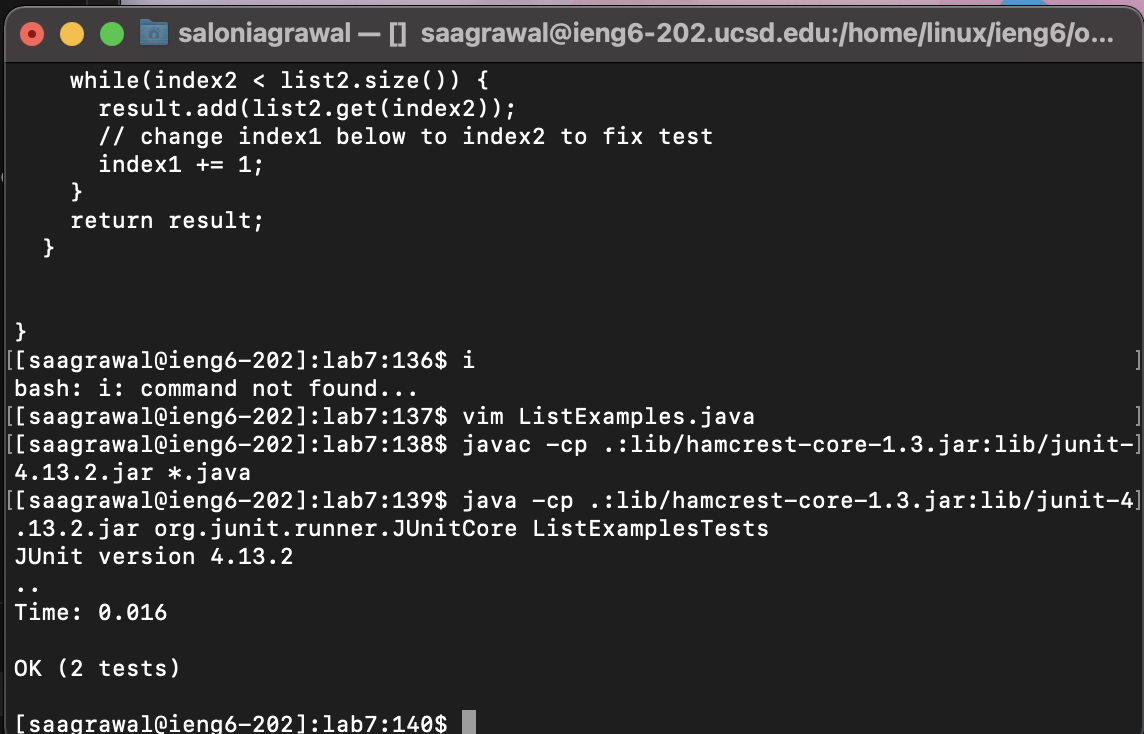 saloniagrawal — [] saagrawal@ieng6-202.ucsd.edu:/home/linux/ieng6/o...
    while(index2 < list2.size()) {
      result.add(list2.get(index2));
      // change index1 below to index2 to fix test
      index1 += 1;
    }
    return result;
  }
}
[[saagrawal@ieng6-202]:lab7:136$ i ]
bash: i: command not found...
[[saagrawal@ieng6-202]:lab7:137$ vim ListExamples.java ]
[[saagrawal@ieng6-202]:lab7:138$ javac -cp .:lib/hamcrest-core-1.3.jar:lib/junit-]
4.13.2.jar *.java
[[saagrawal@ieng6-202]:lab7:139$ java -cp .:lib/hamcrest-core-1.3.jar:lib/junit-4]
.13.2.jar org.junit.runner.JUnitCore ListExamplesTests
JUnit version 4.13.2
..
Time: 0.016
OK (2 tests)
[saagrawal@ieng6-202]:lab7:140$